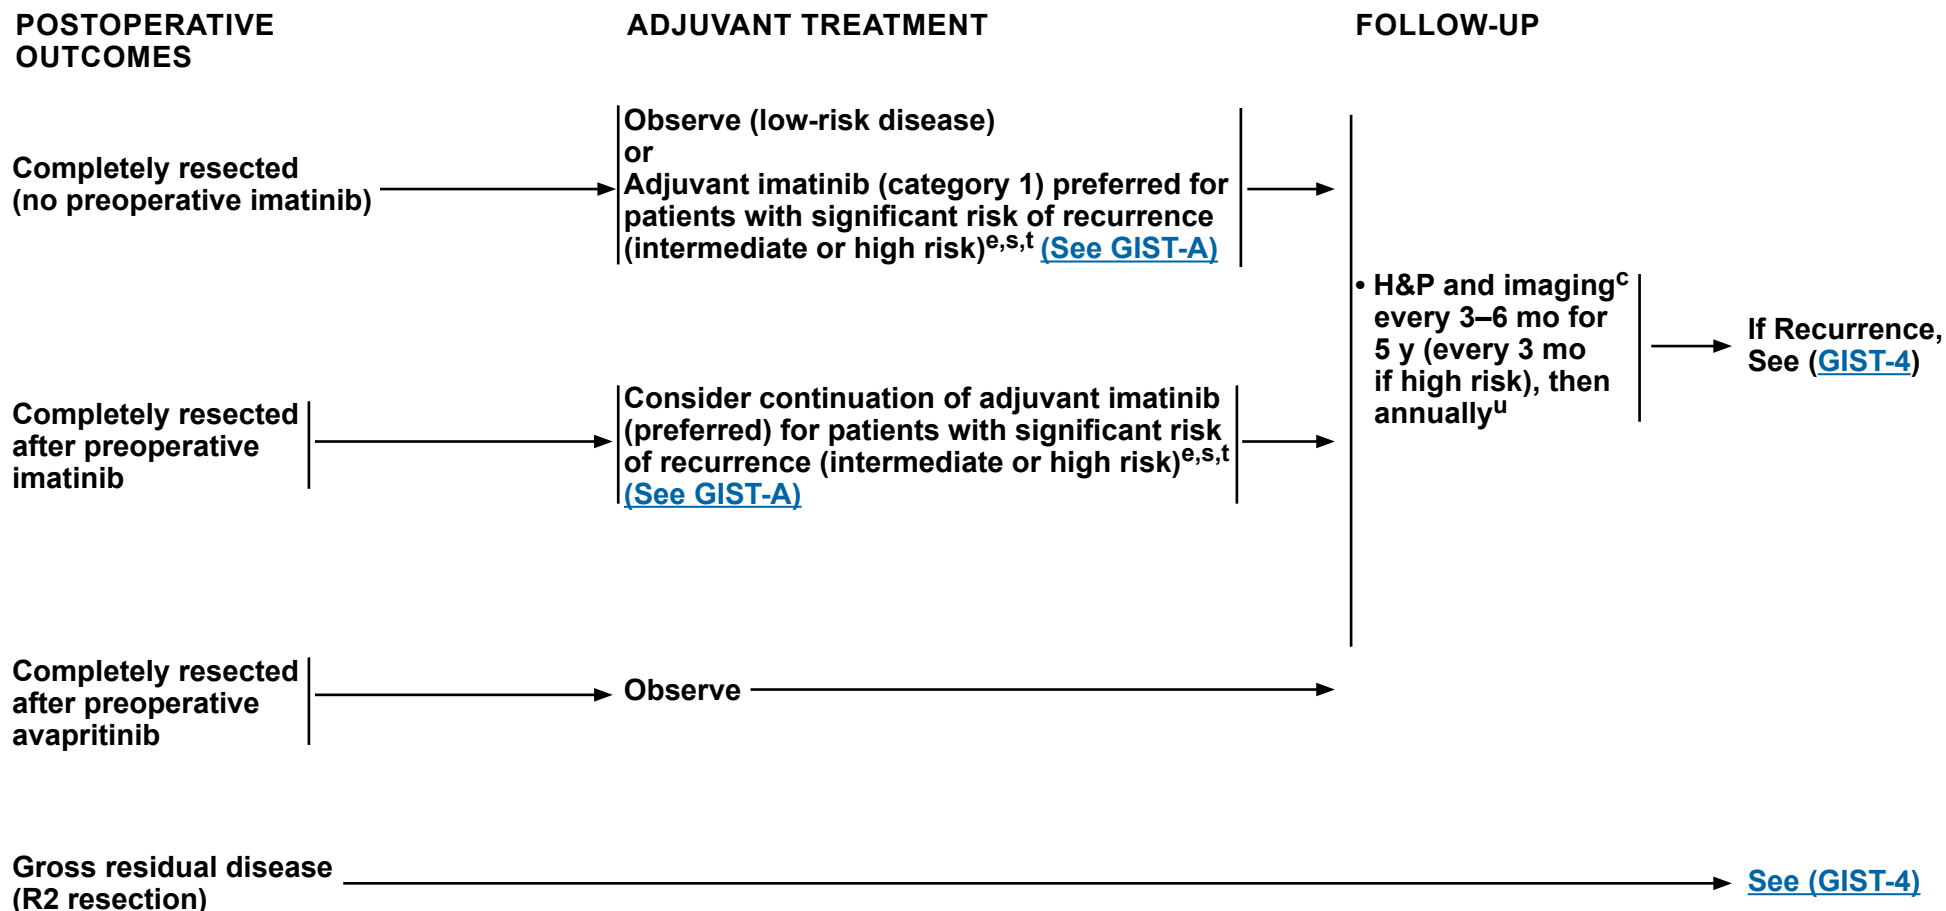 POSTOPERATIVE
OUTCOMES
ADJUVANT TREATMENT
FOLLOW-UP
Completely resected
(no preoperative imatinib)
Observe (low-risk disease)
or
Adjuvant imatinib (category 1) preferred for
patients with significant risk of recurrence
(intermediate or high risk)e,s,t (See GIST-A)
Completely resected
after preoperative
imatinib
Consider continuation of adjuvant imatinib
(preferred) for patients with significant risk
of recurrence (intermediate or high risk)e,s,t
(See GIST-A)
Completely resected
after preoperative
avapritinib
Observe
• H&P and imagingc
every 3–6 mo for
5 y (every 3 mo
if high risk), then
annuallyu
If Recurrence,
See (GIST-4)
Gross residual disease
(R2 resection)
See (GIST-4)